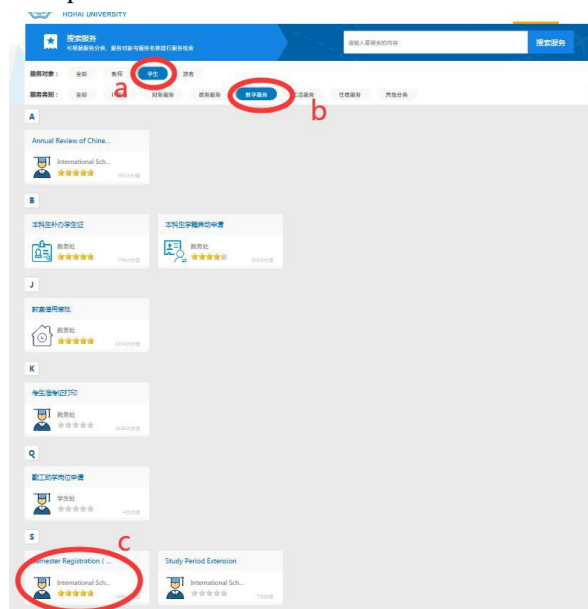 HOHAI UNIVERSITY
搜索服务
可根据服务分类、服务对象与服务名称进行服务检索
请输入要搜索的内容
搜索服务
服务对象： 全部 教师 学生 游客
a
服务类别： 全部 财务服务 政务服务 教学服务 生活服务 住宿服务 其他分类
b
A
Annual Review of Chine...
International Sch...
B
本科生补办学生证 本科生学籍异动申请
教务处 教务处
J
教室借用审批
教务处
K
考生准考证打印
教务处
Q
勤工助学岗位申请
学生处
S
C
Semester Registration ( ... Study Period Extension
International Sch... International Sch...